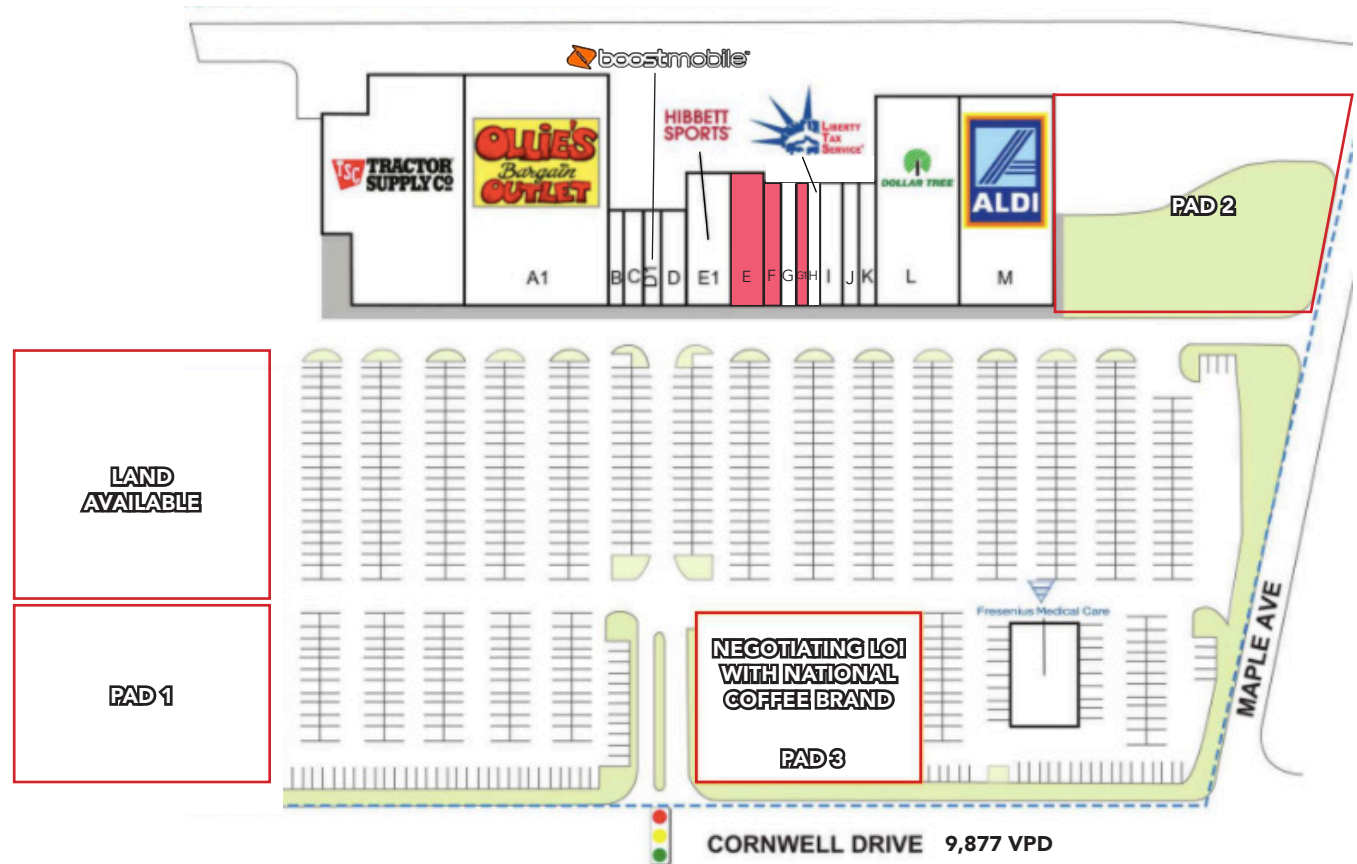 boostmobile
HIBBETT
SPORTS
LIBERTY
TAX
SERVICE
TSC TRACTOR
SUPPLY CO
OLLIE'S
Bargain
OUTLET
DOLLAR TREE
ALDI
PAD 2
A1
B
C
D1
D
E1
E
F
G
G1
H
I
J
K
L
M
LAND
AVAILABLE
PAD 1
NEGOTIATING LOI
WITH NATIONAL
COFFEE BRAND
PAD 3
Fresenius Medical Care
MAPLE AVE
CORNWELL DRIVE 9,877 VPD